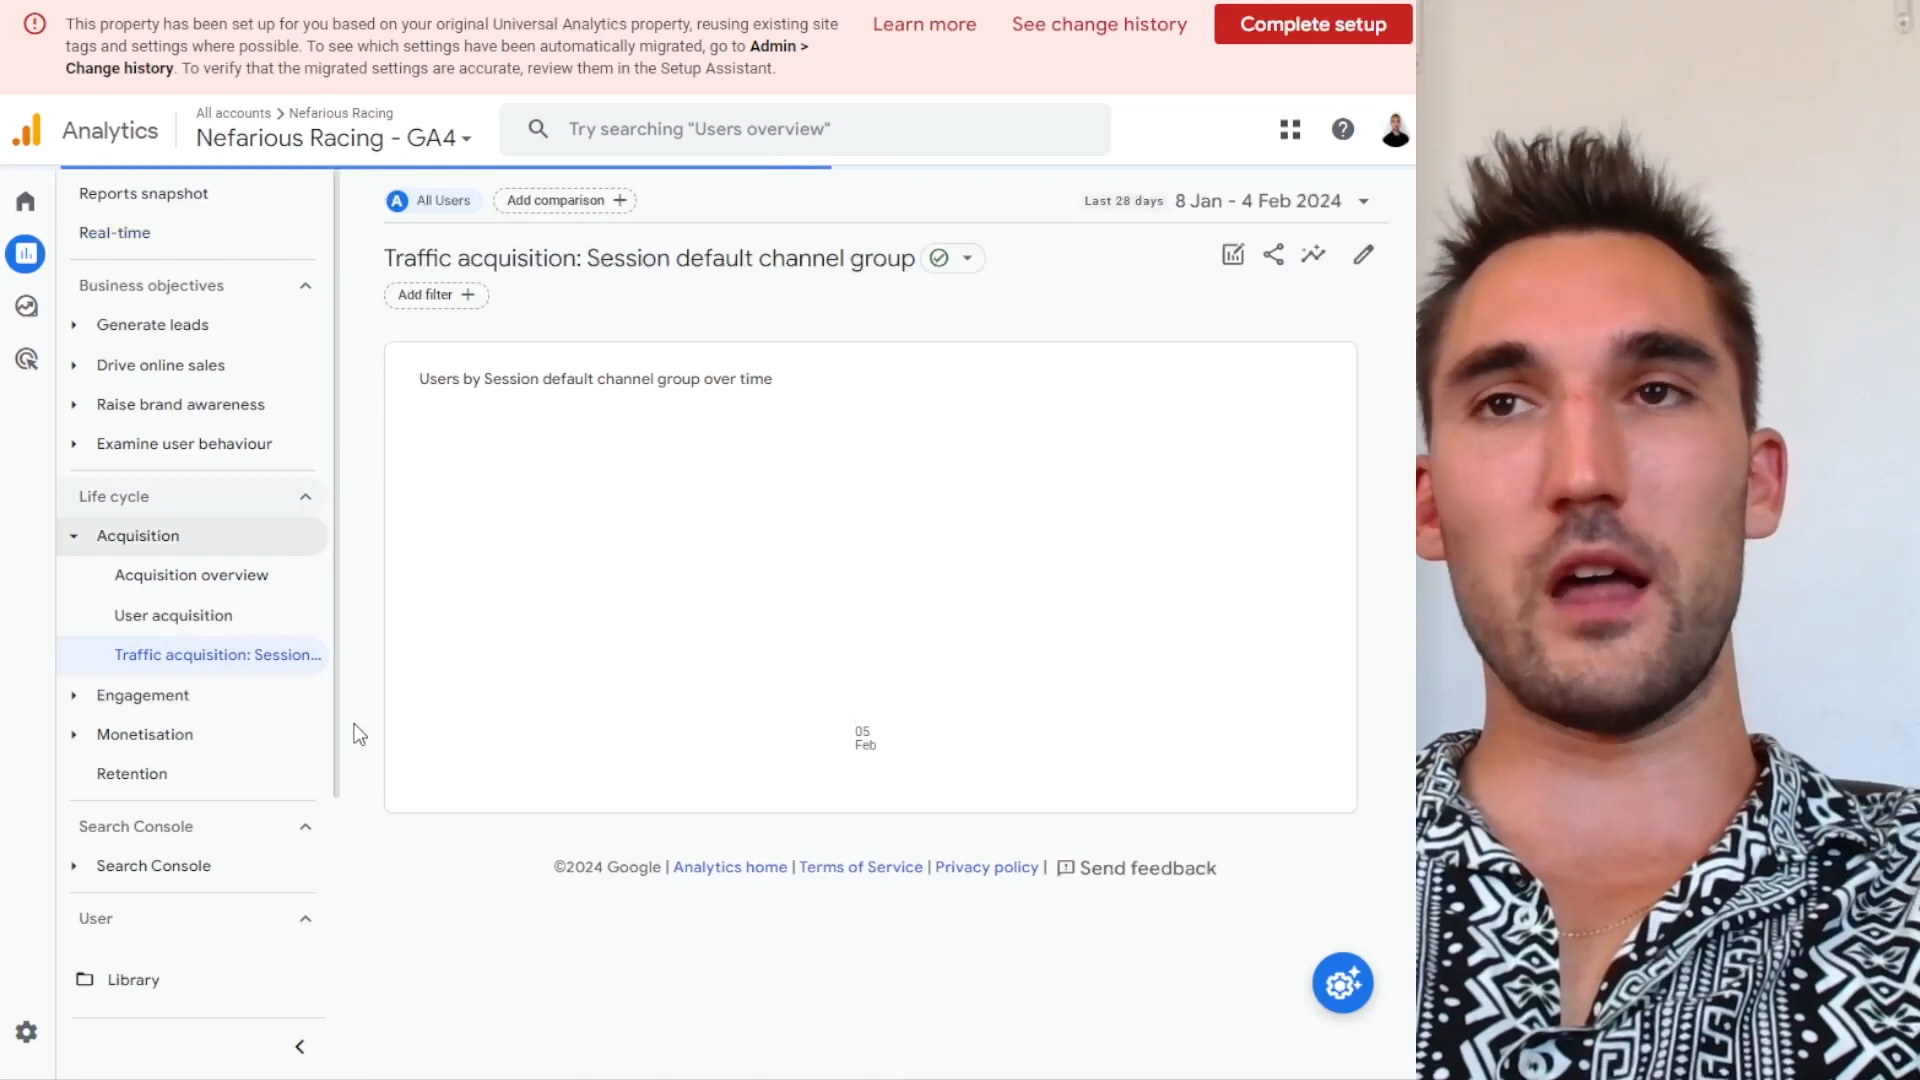 This property has been set up for you based on your original Universal Analytics property, reusing existing site
tags and settings where possible. To see which settings have been automatically migrated, go to Admin >
Change history. To verify that the migrated settings are accurate, review them in the Setup Assistant.
Learn more
See change history
Complete setup
Analytics
All accounts > Nefarious Racing
Nefarious Racing - GA4
Try searching "Users overview"
Reports snapshot
Real-time
Business objectives
Generate leads
Drive online sales
Raise brand awareness
Examine user behaviour
Life cycle
Acquisition
Acquisition overview
User acquisition
Traffic acquisition: Session...
Engagement
Monetisation
Retention
Search Console
Search Console
User
Library
A All Users
Add comparison +
Last 28 days 8 Jan - 4 Feb 2024
Traffic acquisition: Session default channel group
Add filter +
Users by Session default channel group over time
05
Feb
©2024 Google | Analytics home | Terms of Service | Privacy policy | Send feedback